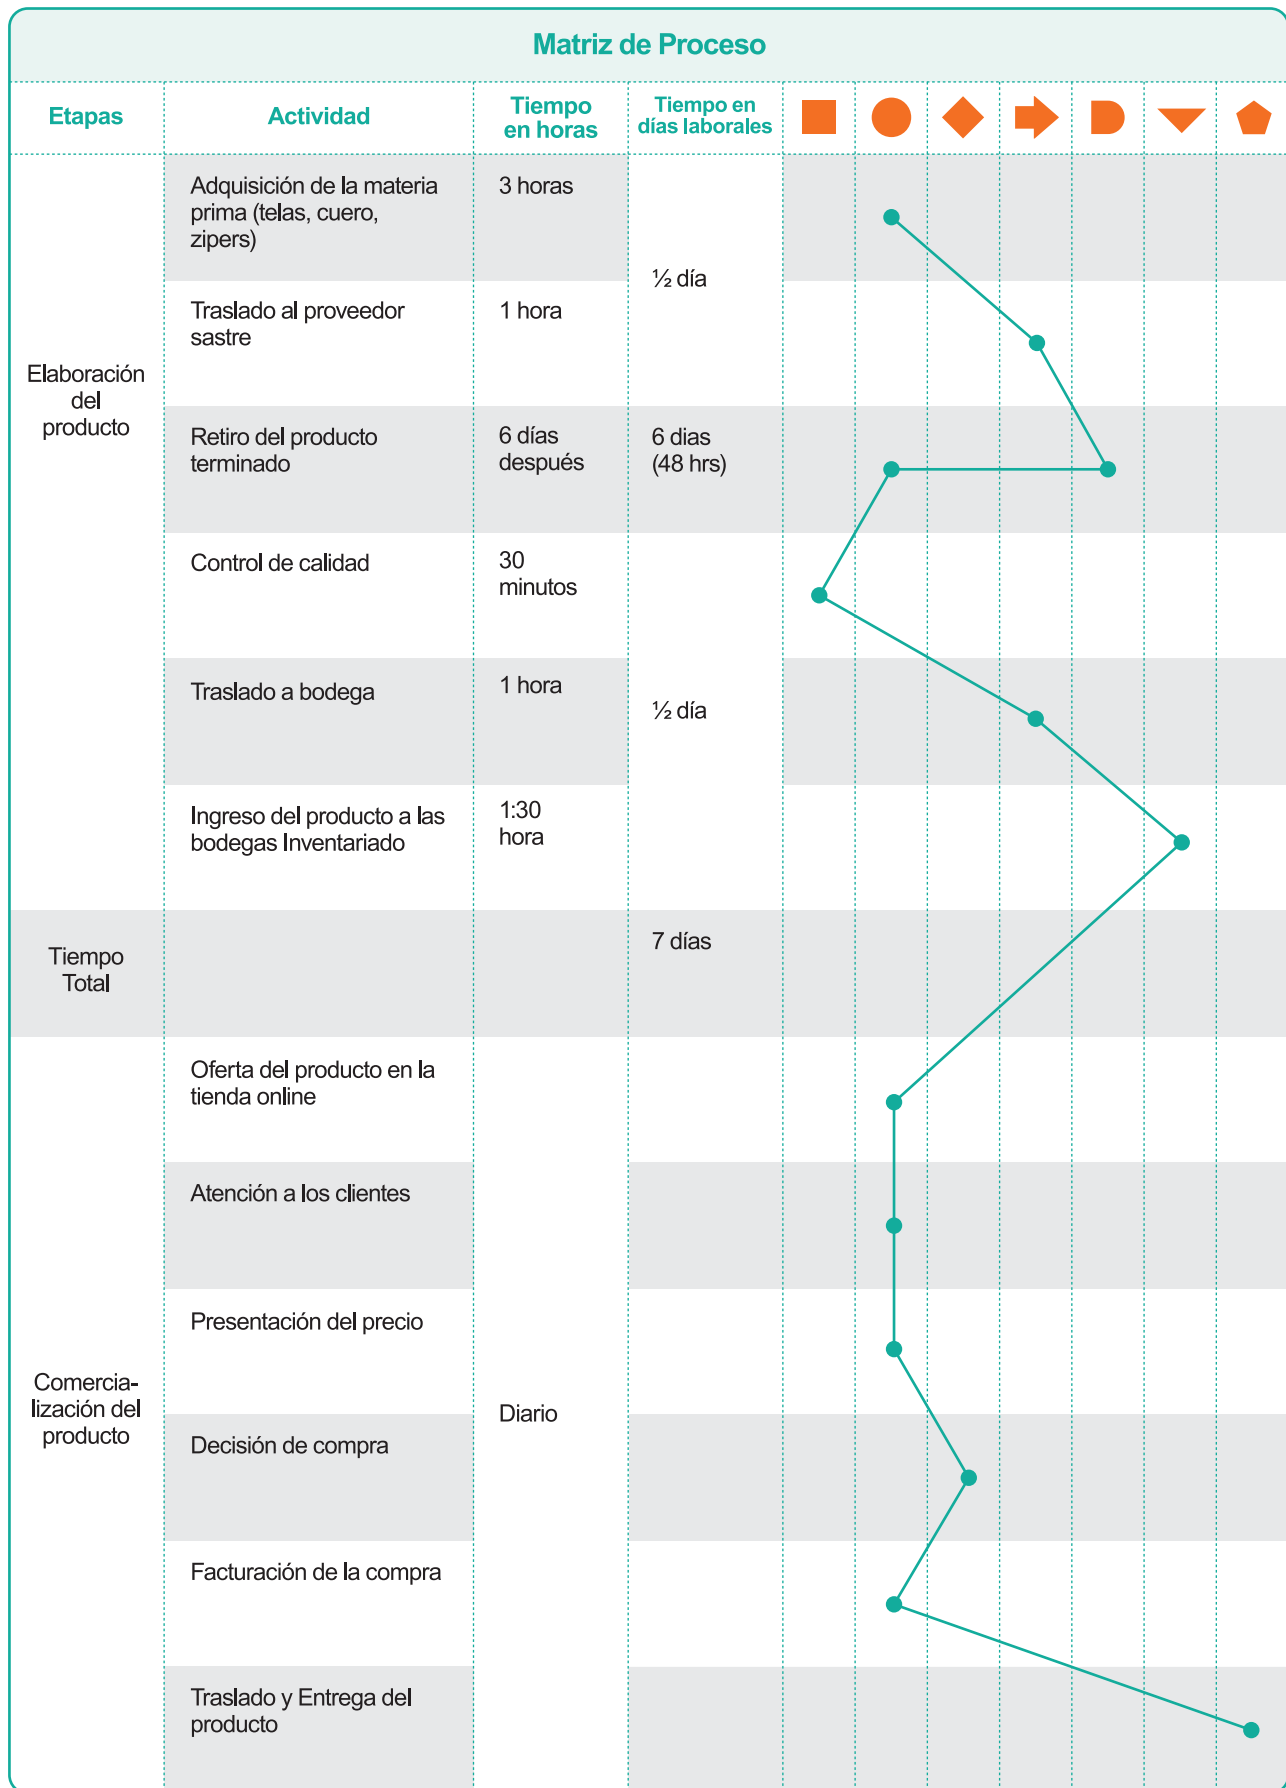 Matriz de Proceso
Etapas
Actividad
Tiempo
en horas
Tiempo en
días laborales
Elaboración
del
producto
Adquisición de la materia
prima (telas, cuero,
zipers)
3 horas
½ día
Traslado al proveedor
sastre
1 hora
Retiro del producto
terminado
6 días
después
6 dias
(48 hrs)
Control de calidad
30
minutos
½ día
Traslado a bodega
1 hora
Ingreso del producto a las
bodegas Inventariado
1:30
hora
Tiempo
Total
7 días
Comercia-
lización del
producto
Oferta del producto en la
tienda online
Diario
Atención a los clientes
Presentación del precio
Decisión de compra
Facturación de la compra
Traslado y Entrega del
producto